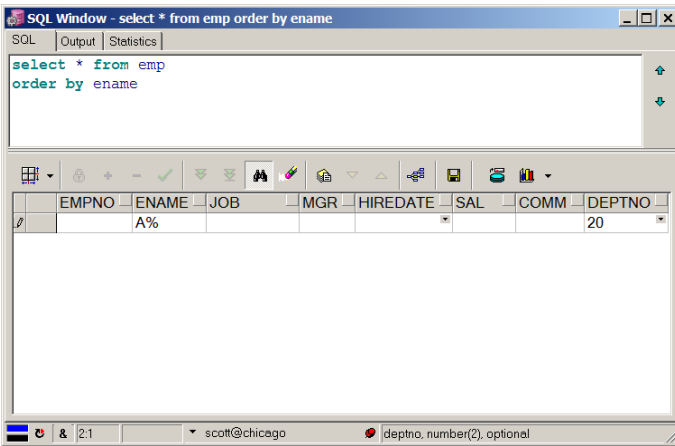 SQL Window - select * from emp order by ename
SQL Output Statistics
select * from emp
order by ename
EMPNO ENAME JOB MGR HIREDATE SAL COMM DEPTNO
A% 20
& 2:1 scott@chicago deptno, number(2), optional